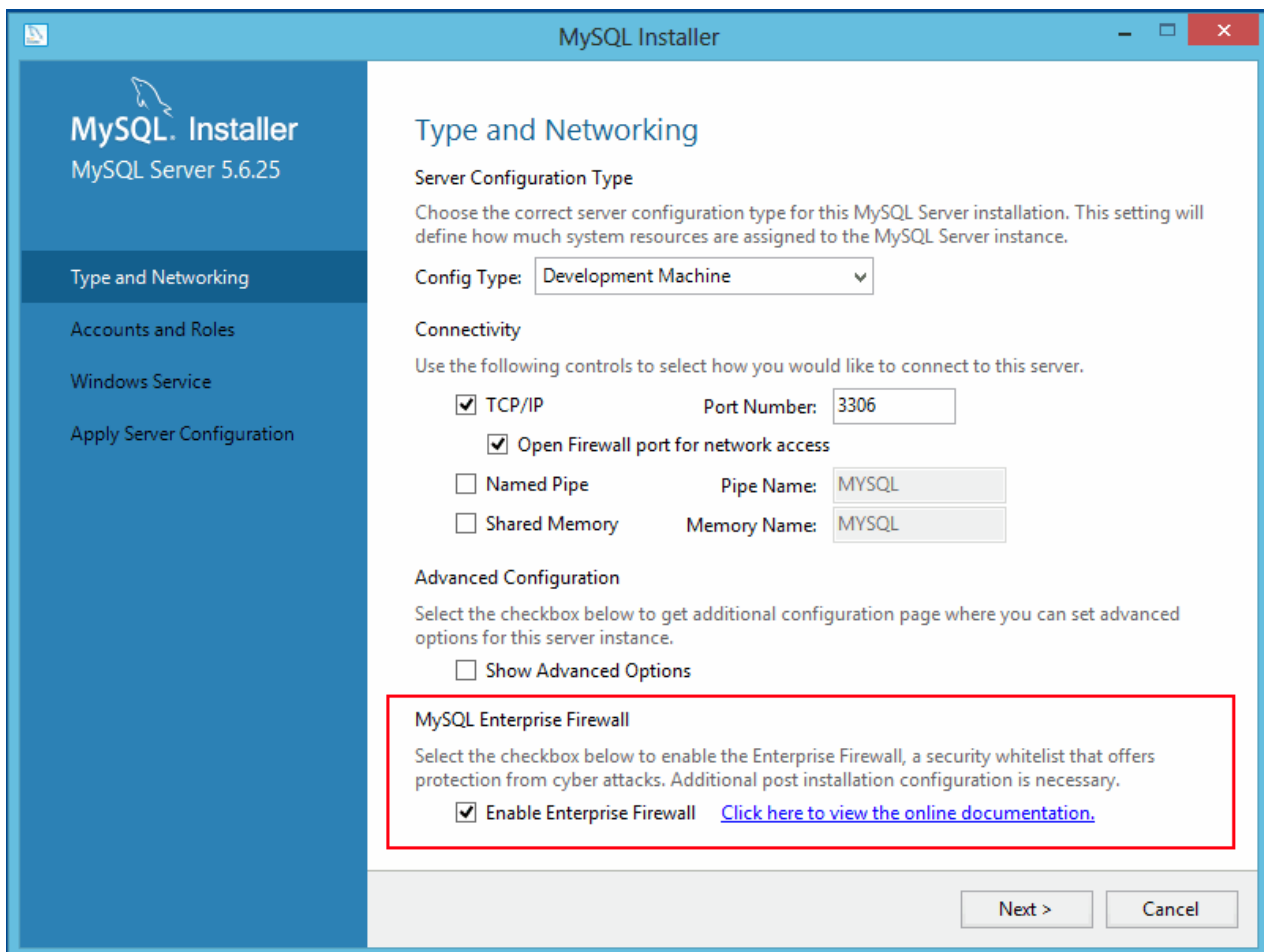 MySQL Installer
MySQL. Installer
MySQL Server 5.6.25
Type and Networking
Accounts and Roles
Windows Service
Apply Server Configuration
Type and Networking
Server Configuration Type
Choose the correct server configuration type for this MySQL Server installation. This setting will
define how much system resources are assigned to the MySQL Server instance.
Config Type: Development Machine
Connectivity
Use the following controls to select how you would like to connect to this server.
TCP/IP Port Number: 3306
Open Firewall port for network access
Named Pipe Pipe Name: MYSQL
Shared Memory Memory Name: MYSQL
Advanced Configuration
Select the checkbox below to get additional configuration page where you can set advanced
options for this server instance.
Show Advanced Options
MySQL Enterprise Firewall
Select the checkbox below to enable the Enterprise Firewall, a security whitelist that offers
protection from cyber attacks. Additional post installation configuration is necessary.
Enable Enterprise Firewall Click here to view the online documentation.
Next > Cancel